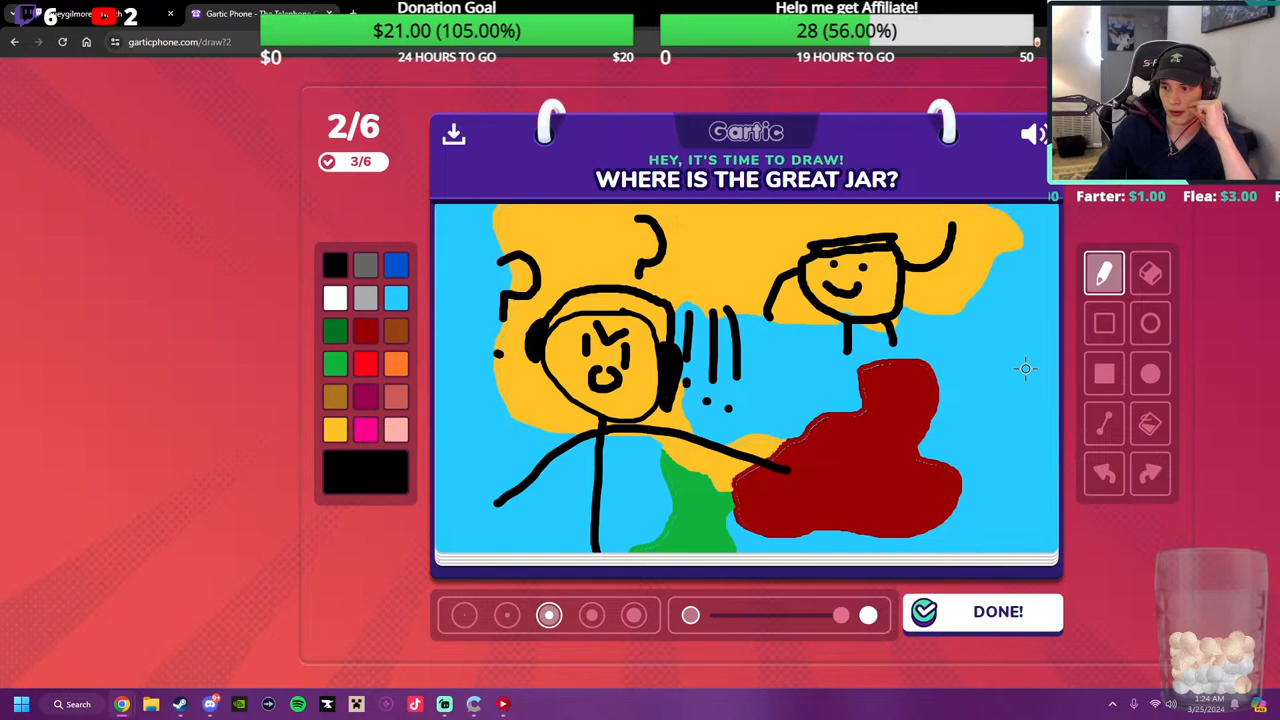 6
2
Gartic Phone - The Telephone G
garticphone.com/draw?2
Donation Goal
$21.00 (105.00%)
$0
24 HOURS TO GO
$20
Help me get Affiliate!
28 (56.00%)
0
19 HOURS TO GO
50
Farter: $1.00
Flea: $3.00
2/6
3/6
Gartic
HEY, IT'S TIME TO DRAW!
WHERE IS THE GREAT JAR?
DONE!
Search
1:24 AM
3/25/2024